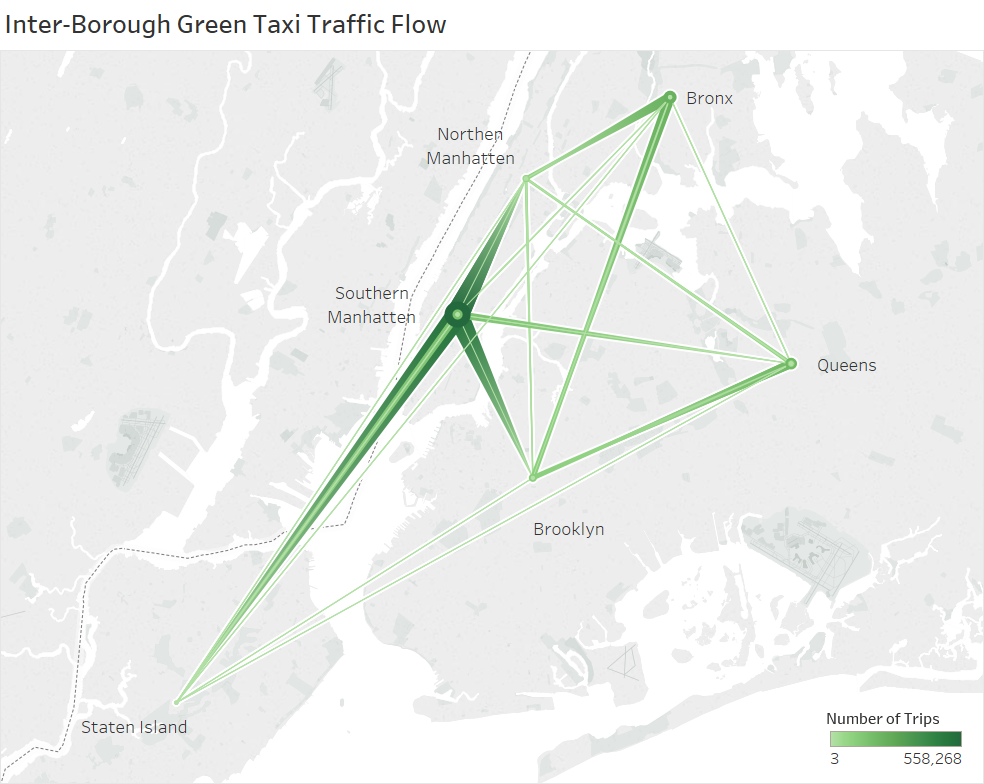 Inter-Borough Green Taxi Traffic Flow
Bronx
Northen
Manhatten
Southern
Manhatten
Queens
Brooklyn
Staten Island
Number of Trips
3 558,268